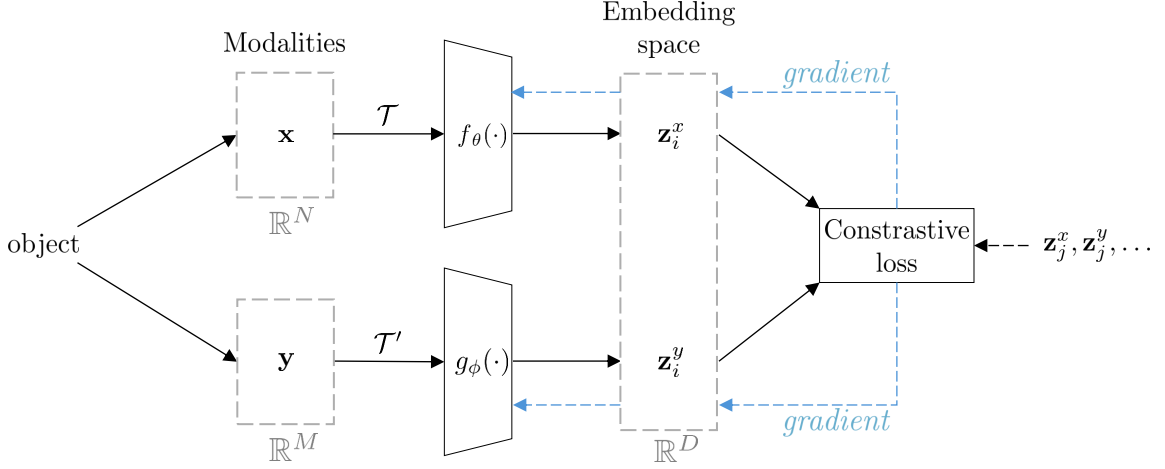 Embedding
space
Modalities
gradient
𝒯
𝐱
f_θ(·)
𝐳_i^x
ℝ^N
object
Constrastive
loss
𝐳_j^x, 𝐳_j^y, …
𝒯′
𝐲
g_ϕ(·)
𝐳_i^y
gradient
ℝ^M
ℝ^D